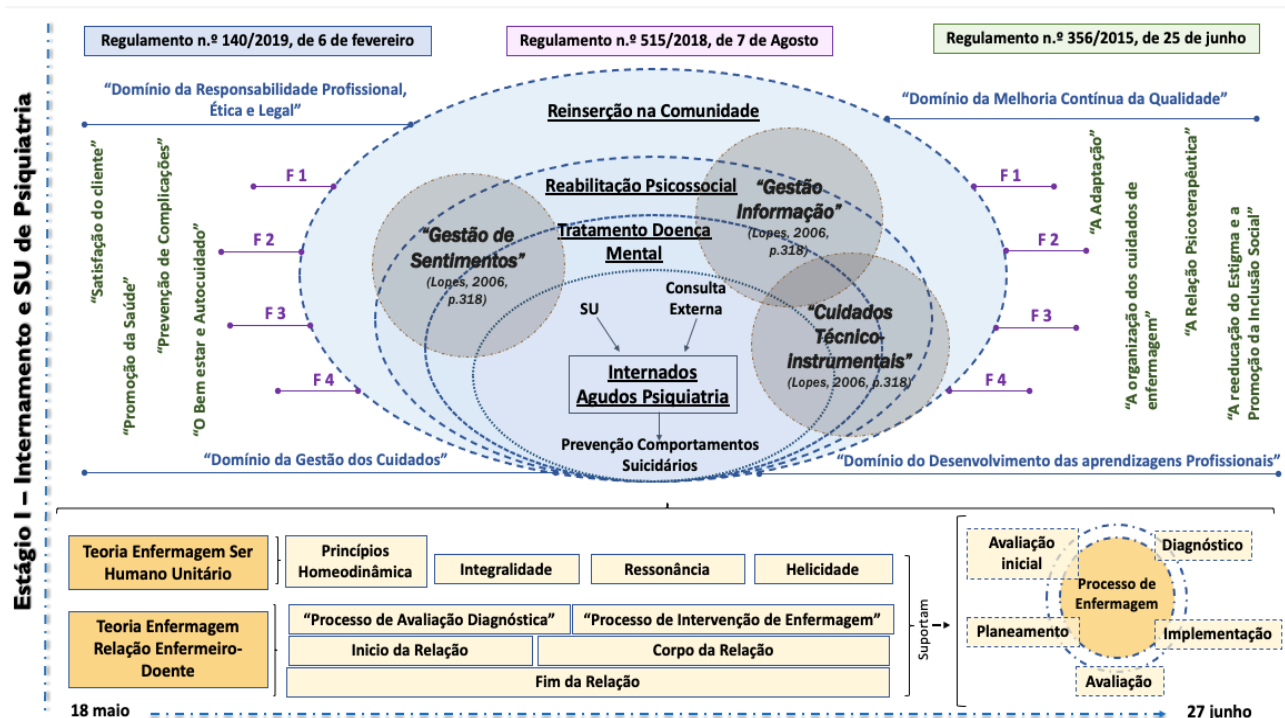 Estágio I – Internamento e SU de Psiquiatria
Regulamento n.º 140/2019, de 6 de fevereiro
Regulamento n.º 515/2018, de 7 de Agosto
Regulamento n.º 356/2015, de 25 de junho
“Domínio da Responsabilidade Profissional,
Ética e Legal”
“Domínio da Melhoria Contínua da Qualidade”
“Satisfação do cliente”
“Promoção da Saúde”
“Prevenção de Complicações”
“O Bem estar e Autocuidado”
F 1
F 2
F 3
F 4
Reinserção na Comunidade
Reabilitação Psicossocial
Tratamento Doença
Mental
“Gestão de
Sentimentos”
(Lopes, 2006,
p.318)
“Gestão
Informação”
(Lopes, 2006,
p.318)
“Cuidados
Técnico-
instrumentais”
(Lopes, 2006, p.318)
SU
Consulta
Externa
Internados
Agudos Psiquiatria
Prevenção Comportamentos
Suicidários
F 1
F 2
F 3
F 4
“A Adaptação”
“A organização dos cuidados de
enfermagem”
“A Relação Psicoterapêutica”
“A reeducação do Estigma e a
Promoção da Inclusão Social”
“Domínio da Gestão dos Cuidados”
“Domínio do Desenvolvimento das aprendizagens Profissionais”
Teoria Enfermagem Ser
Humano Unitário
Princípios
Homeodinâmica
Integralidade
Ressonância
Helicidade
Teoria Enfermagem
Relação Enfermeiro-
Doente
“Processo de Avaliação Diagnóstica”
“Processo de Intervenção de Enfermagem”
Inicio da Relação
Corpo da Relação
Fim da Relação
Suportam
Avaliação
inicial
Diagnóstico
Processo de
Enfermagem
Planeamento
Implementação
Avaliação
18 maio
27 junho